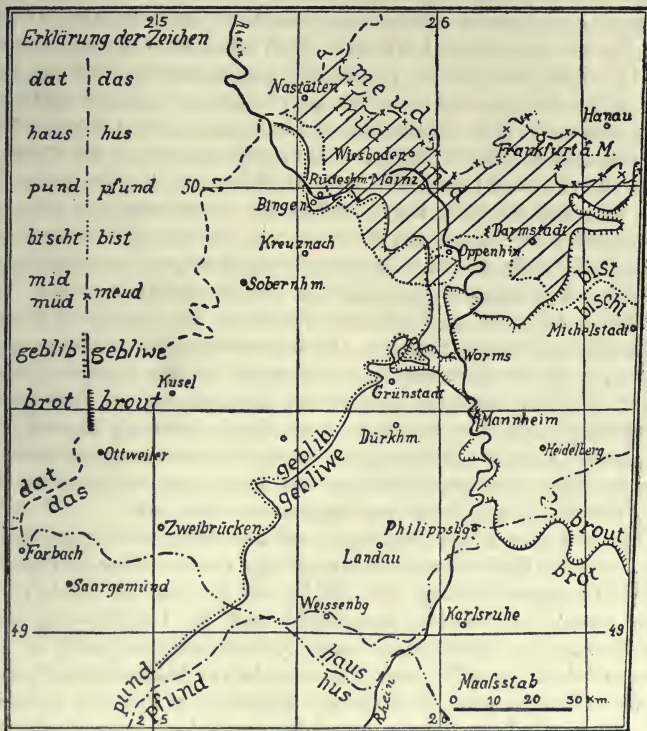 25
26
Erklärung der Zeichen
Rhein
dat das
haus hus
pund pfund
bischt bist
mid
müd meud
geblib gebliwe
brot brout
Nastätten
meud
mid
mid
Hanau
Wiesbaden
Frankfurt a. M.
50
Rüdeshm. Mainz
Bingen
Darmstadt
Kreuznach
Oppenhm.
Sobernhm.
bist
bischt
Michelstadt
Worms
Kusel
Grünstadt
Mannheim
Ottweiler
Dürkhm.
Heidelberg
geblib
gebliwe
dat
das
Zweibrücken
Philippsbg.
brout
brot
Forbach
Landau
Saargemünd
Weissenbg
Karlsruhe
49
49
haus
hus
pund
pfund
Rhein
Maaſsstab
0 10 20 30 Km.
25
26